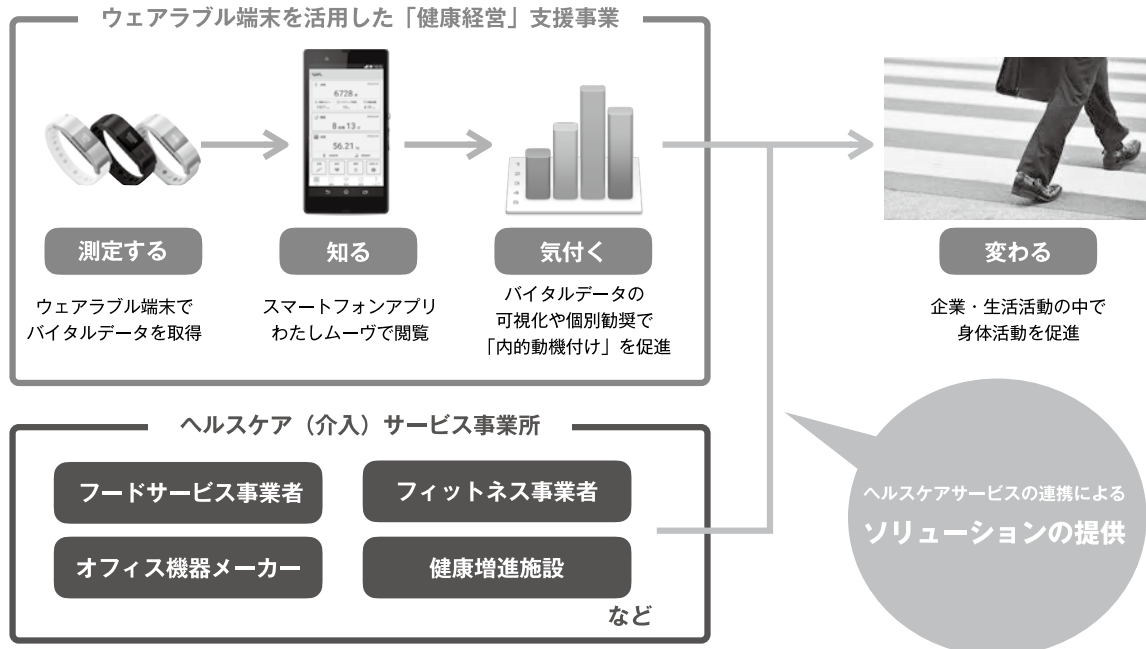 ウェアラブル端末を活用した「健康経営」支援事業
6728
8 13
56.21
測定する
知る
気付く
変わる
ウェアラブル端末で
バイタルデータを取得
スマートフォンアプリ
わたしムーヴで閲覧
バイタルデータの
可視化や個別勧奨で
「内的動機付け」を促進
企業・生活活動の中で
身体活動を促進
ヘルスケア（介入）サービス事業所
フードサービス事業者
フィットネス事業者
オフィス機器メーカー
健康増進施設
など
ヘルスケアサービスの連携による
ソリューションの提供